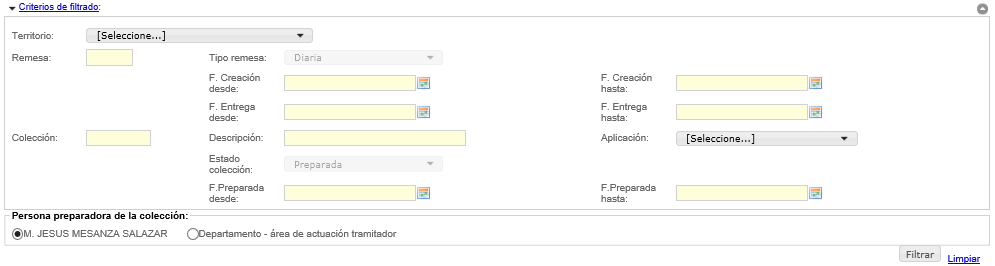 Criterios de filtrado:
Territorio: [Seleccione...]
Remesa: Tipo remesa: Diaria
F. Creación desde: F. Creación hasta:
F. Entrega desde: F. Entrega hasta:
Colección: Descripción: Aplicación: [Seleccione...]
Estado colección: Preparada
F.Preparada desde: F.Preparada hasta:
Persona preparadora de la colección:
M. JESUS MESANZA SALAZAR Departamento - área de actuación tramitador
Filtrar Limpiar